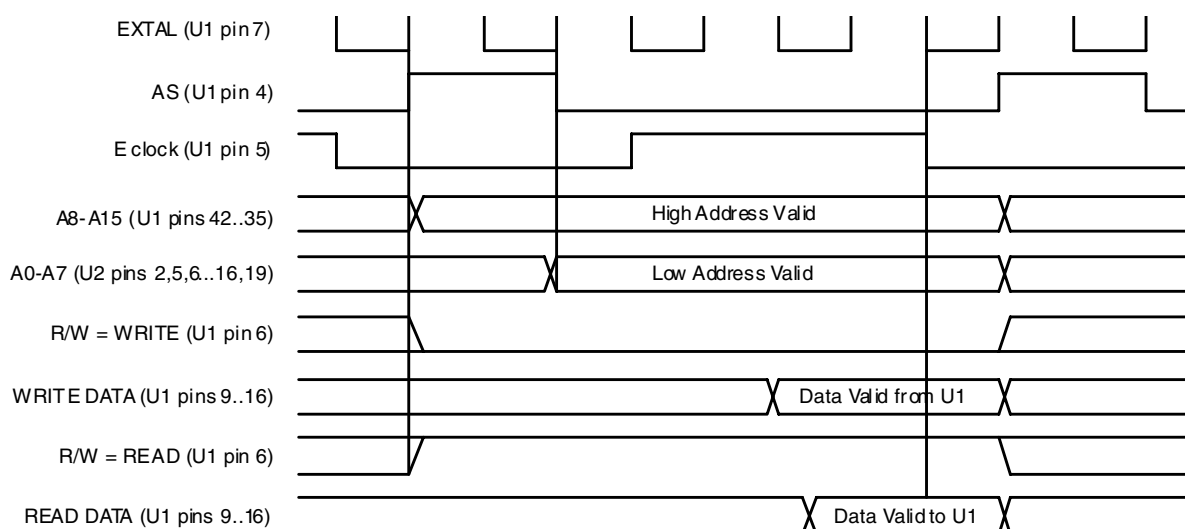 EXTAL (U1 pin 7)
AS (U1 pin 4)
E clock (U1 pin 5)
A8-A15 (U1 pins 42..35) High Address Valid
A0-A7 (U2 pins 2,5,6...16,19) Low Address Valid
R/W = WRITE (U1 pin 6)
WRITE DATA (U1 pins 9..16) Data Valid from U1
R/W = READ (U1 pin 6)
READ DATA (U1 pins 9..16) Data Valid to U1